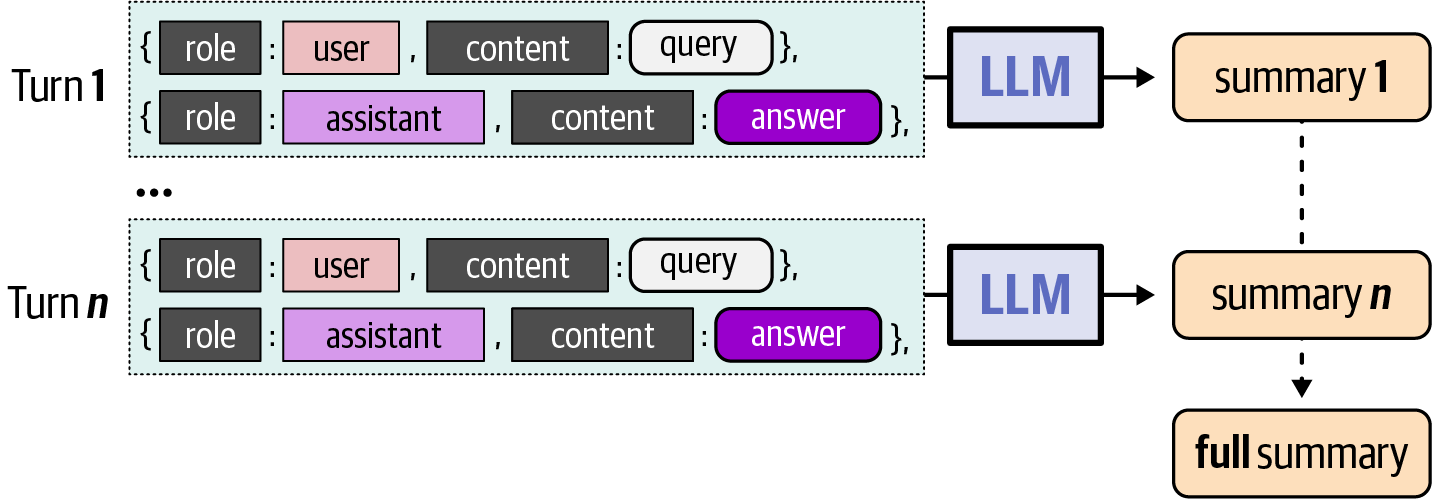 { role : user , content : query },
Turn 1 LLM summary 1
{ role : assistant , content : answer },
...
{ role : user , content : query },
Turn n LLM summary n
{ role : assistant , content : answer },
full summary